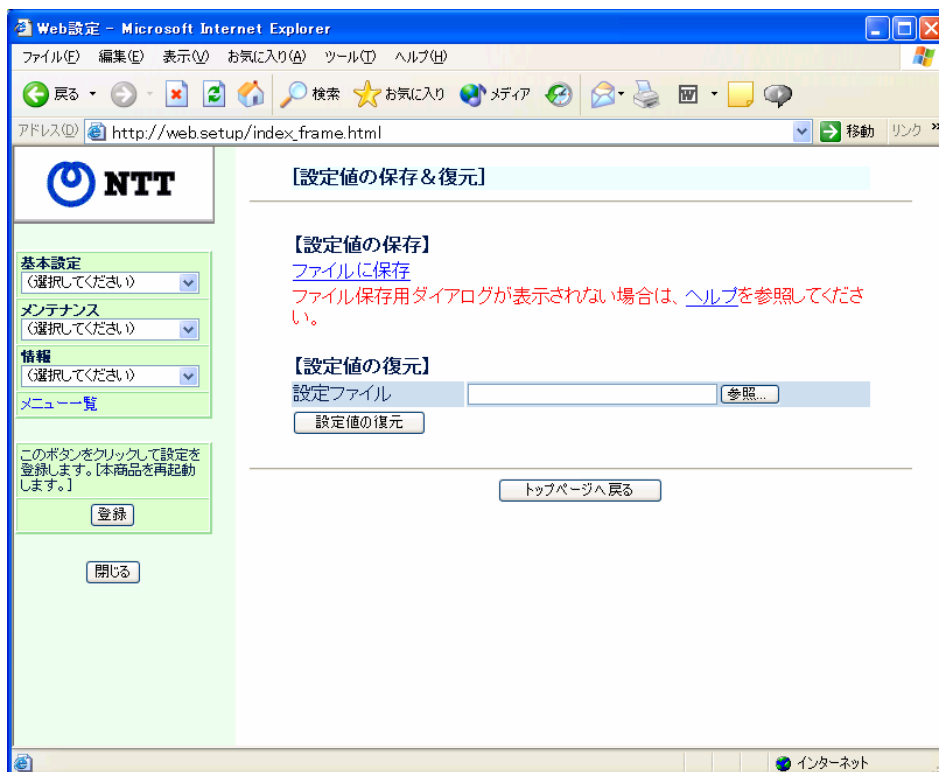 Web設定 - Microsoft Internet Explorer
ファイル(F) 編集(E) 表示(V) お気に入り(A) ツール(T) ヘルプ(H)
戻る 検索 お気に入り メディア
アドレス(D) http://web.setup/index_frame.html 移動 リンク »
NTT
基本設定
(選択してください)
メンテナンス
(選択してください)
情報
(選択してください)
メニュー一覧
このボタンをクリックして設定を
登録します。[本商品を再起動
します。]
登録
閉じる
[設定値の保存&復元]
【設定値の保存】
ファイルに保存
ファイル保存用ダイアログが表示されない場合は、ヘルプを参照してくださ
い。
【設定値の復元】
設定ファイル 参照...
設定値の復元
トップページへ戻る
インターネット